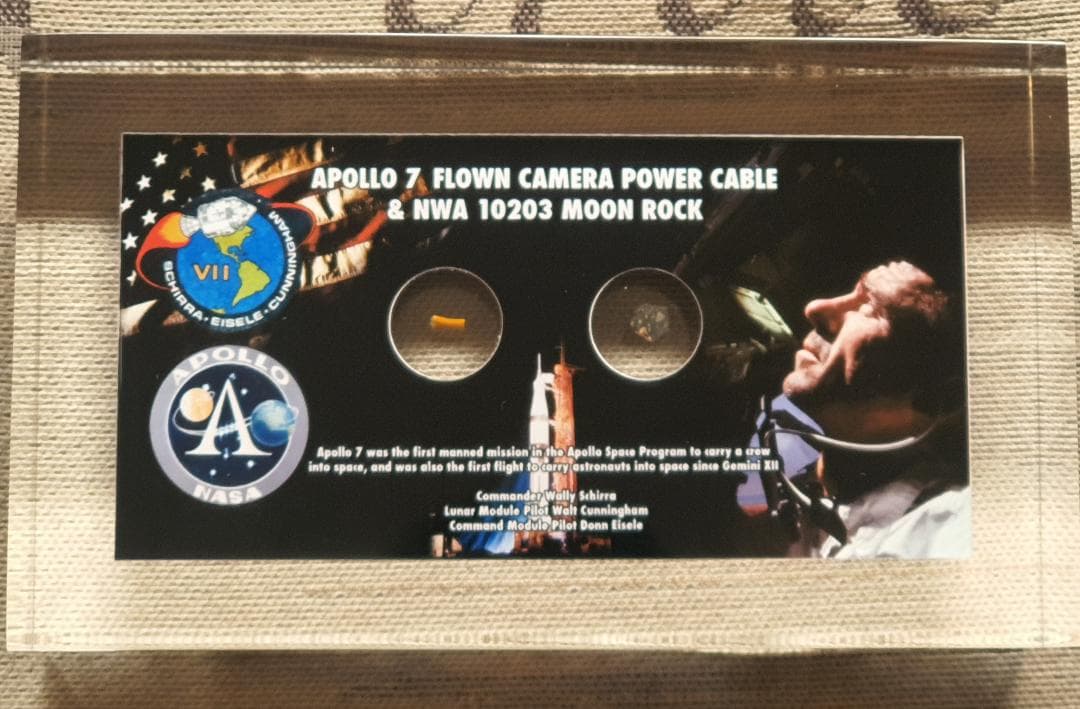 APOLLO 7 FLOWN CAMERA POWER CABLE
& NWA 10203 MOON ROCK
VII
SCHIRRA · EISELE · CUNNINGHAM
APOLLO
A
NASA
Apollo 7 was the first manned mission in the Apollo Space Program to carry a crew
into space, and was also the first flight to carry astronauts into space since Gemini XII
Commander Wally Schirra
Lunar Module Pilot Walt Cunningham
Command Module Pilot Donn Eisele